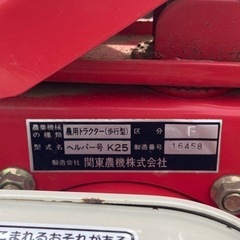 農業機械の種類 農用トラクター(歩行型) 区分 F
型式名 ヘルパー号 K25 製造番号 16458
製造会社 関東農機株式会社
こまれるおそれがある